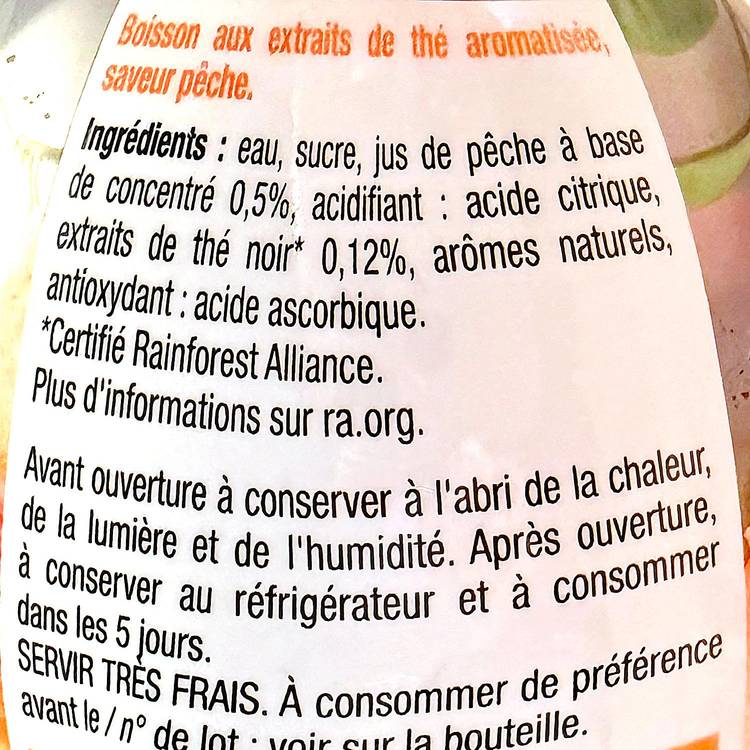 Boisson aux extraits de thé aromatisée,
saveur pêche.
Ingrédients : eau, sucre, jus de pêche à base
de concentré 0,5%, acidifiant : acide citrique,
extraits de thé noir* 0,12%, arômes naturels,
antioxydant : acide ascorbique.
*Certifié Rainforest Alliance.
Plus d'informations sur ra.org.
Avant ouverture à conserver à l'abri de la chaleur,
de la lumière et de l'humidité. Après ouverture,
à conserver au réfrigérateur et à consommer
dans les 5 jours.
SERVIR TRÈS FRAIS. À consommer de préférence
avant le / n° de lot : voir sur la bouteille.